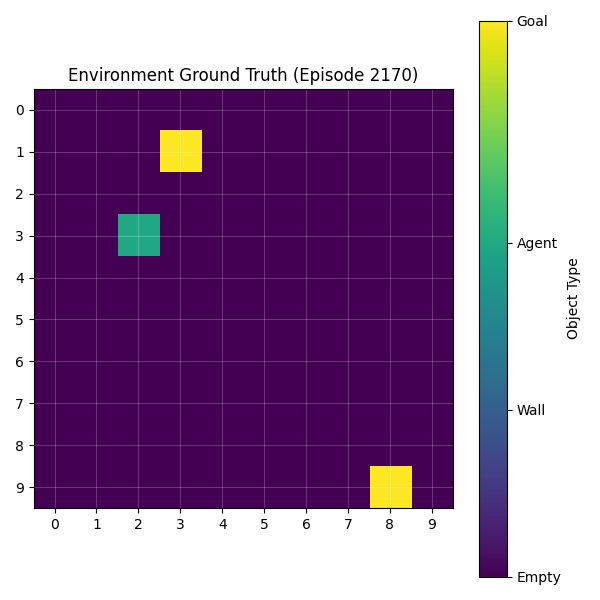 Environment Ground Truth (Episode 2170)
0
1
2
3
4
5
6
7
8
9
0 1 2 3 4 5 6 7 8 9
Goal
Agent
Wall
Empty
Object Type